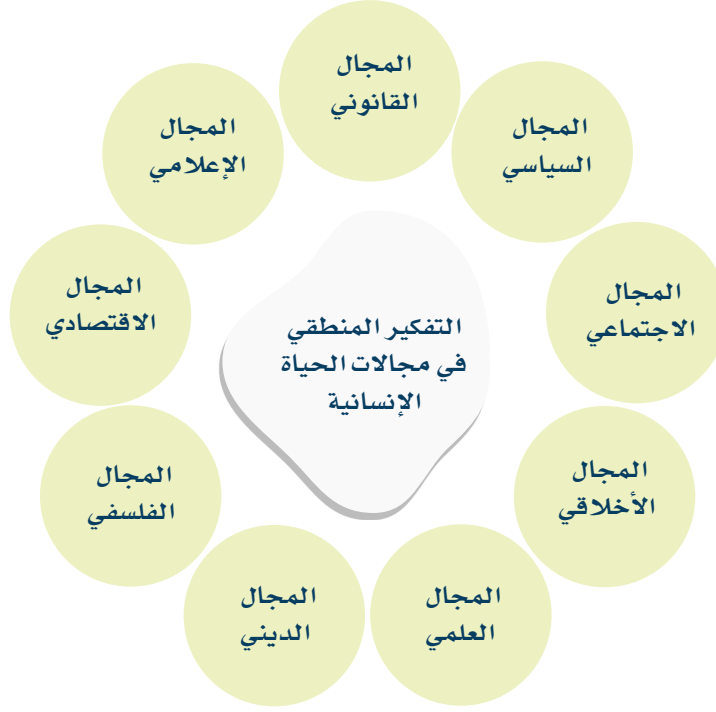 المجال
القانوني
المجال
السياسي
المجال
الإعلامي
المجال
الاجتماعي
المجال
الاقتصادي
التفكير المنطقي
في مجالات الحياة
الإنسانية
المجال
الأخلاقي
المجال
الفلسفي
المجال
العلمي
المجال
الديني